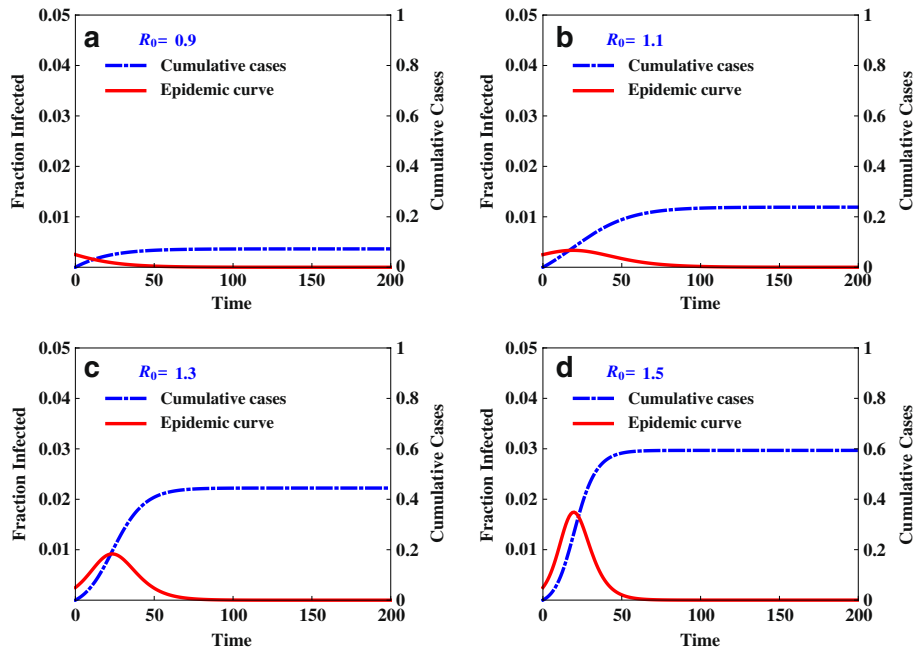 a
R0= 0.9
Cumulative cases
Epidemic curve
0.05
0.04
0.03
0.02
0.01
0
Fraction Infected
1
0.8
0.6
0.4
0.2
0
Cumulative Cases
0 50 100 150 200
Time
b
R0= 1.1
Cumulative cases
Epidemic curve
0.05
0.04
0.03
0.02
0.01
0
Fraction Infected
1
0.8
0.6
0.4
0.2
0
Cumulative Cases
0 50 100 150 200
Time
c
R0= 1.3
Cumulative cases
Epidemic curve
0.05
0.04
0.03
0.02
0.01
0
Fraction Infected
1
0.8
0.6
0.4
0.2
0
Cumulative Cases
0 50 100 150 200
Time
d
R0= 1.5
Cumulative cases
Epidemic curve
0.05
0.04
0.03
0.02
0.01
0
Fraction Infected
1
0.8
0.6
0.4
0.2
0
Cumulative Cases
0 50 100 150 200
Time